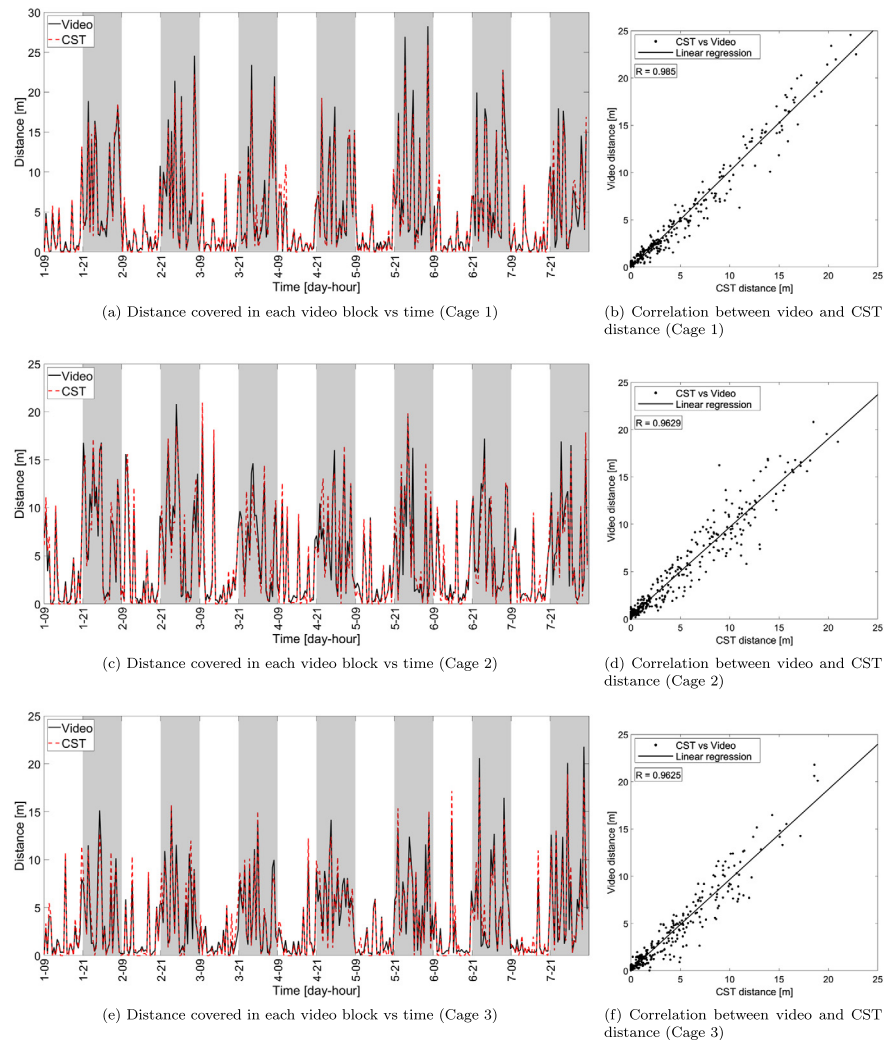 30
25
20
15
10
5
0
Distance [m]
Video
CST
1-09
1-21
2-09
2-21
3-09
3-21
4-09
4-21
5-09
5-21
6-09
6-21
7-09
7-21
Time [day-hour]
(a) Distance covered in each video block vs time (Cage 1)
25
20
15
10
5
0
Video distance [m]
CST vs Video
Linear regression
R = 0.985
0 5 10 15 20 25
CST distance [m]
(b) Correlation between video and CST
distance (Cage 1)
25
20
15
10
5
0
Distance [m]
Video
CST
1-09
1-21
2-09
2-21
3-09
3-21
4-09
4-21
5-09
5-21
6-09
6-21
7-09
7-21
Time [day-hour]
(c) Distance covered in each video block vs time (Cage 2)
25
20
15
10
5
0
Video distance [m]
CST vs Video
Linear regression
R = 0.9629
0 5 10 15 20 25
CST distance [m]
(d) Correlation between video and CST
distance (Cage 2)
25
20
15
10
5
0
Distance [m]
Video
CST
1-09
1-21
2-09
2-21
3-09
3-21
4-09
4-21
5-09
5-21
6-09
6-21
7-09
7-21
Time [day-hour]
(e) Distance covered in each video block vs time (Cage 3)
25
20
15
10
5
0
Video distance [m]
CST vs Video
Linear regression
R = 0.9625
0 5 10 15 20 25
CST distance [m]
(f) Correlation between video and CST
distance (Cage 3)